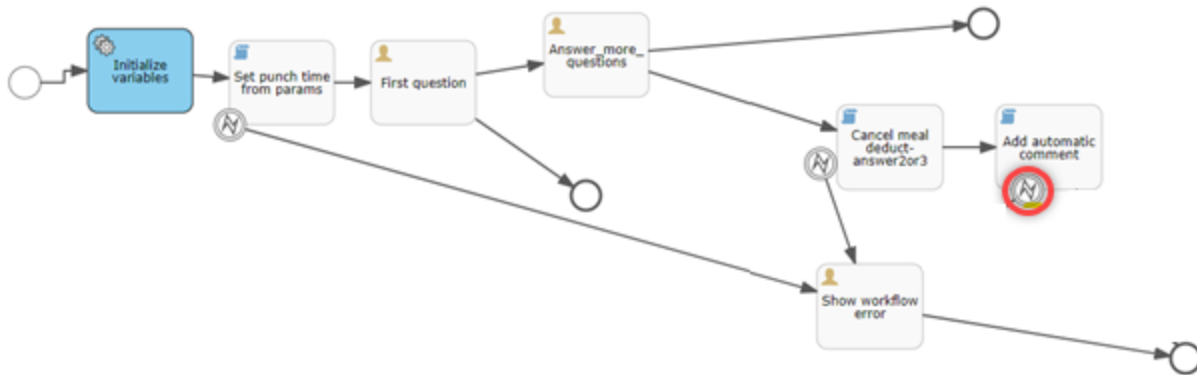 Initialize
variables
Set punch time
from params
First question
Answer_more_
questions
Cancel meal
deduct-
answer2or3
Add automatic
comment
Show workflow
error